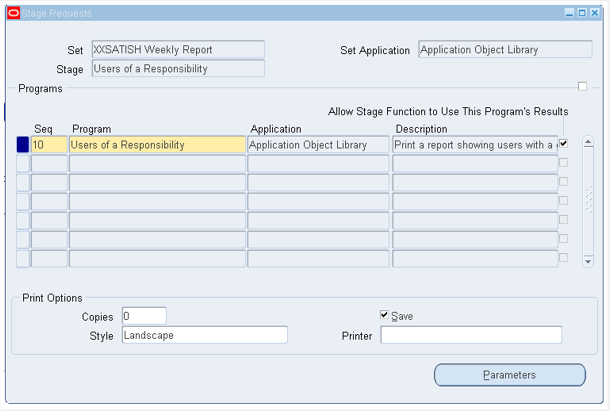 Stage Requests
Set XXSATISH Weekly Report Set Application Application Object Library
Stage Users of a Responsibility
Programs
Allow Stage Function to Use This Program's Results
Seq Program Application Description
10 Users of a Responsibility Application Object Library Print a report showing users with a g
Print Options
Copies 0 Save
Style Landscape Printer
Parameters